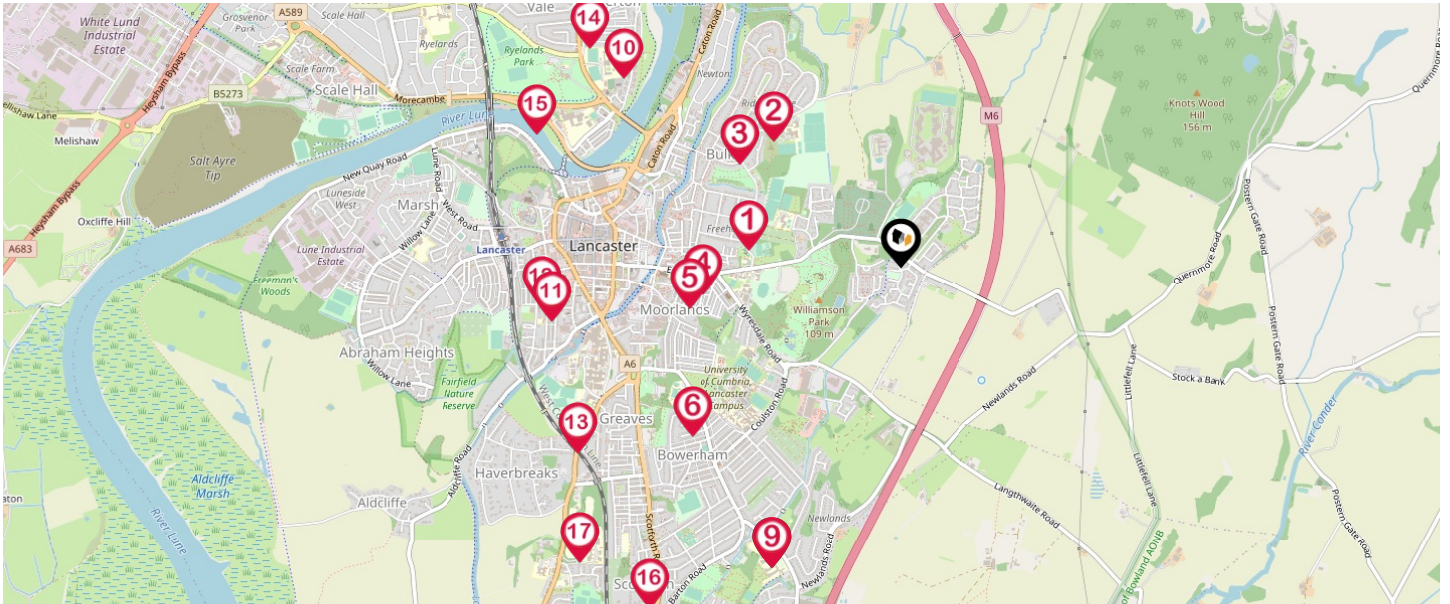 A589
Scale Hall
Vale
14
White Lund
Industrial
Estate
Grosvenor
Park
Ryelands
Ryelands
Park
10
Caton Road
Newton
Scale Farm
Scale Hall
B5273
Heysham Bypass
Morecambe
15
River Lune
2
3
M6
Knots Wood
Hill
156 m
Quernmore Road
Melishaw
Salt Ayre
Tip
New Quay Road
Lune Road
Caton Road
Luneside
West
Marsh
West Road
Willow Lane
Oxcliffe Hill
Heysham Bypass
A683
Lune Industrial
Estate
Lancaster
Lancaster
1
Postern Gate Road
Quernmore Road
Freeman's
Woods
11
4
5
Moorlands
Williamson
Park
109 m
Wyresdale Road
Abraham Heights
Willow Lane
A6
Fairfield
Nature
Reserve
University
of Cumbria
Lancaster
Campus
Coulston Road
Newlands Road
Littlefell Lane
Stock a Bank
Postern Gate Road
6
13
Greaves
Bowerham
River Conder
Haverbreaks
Aldcliffe Road
Aldcliffe
Aldcliffe
Marsh
River Lune
Littlefell Lane
Langthwaite Road
Postern Gate Road
17
Newlands
9
Newlands Road
16
Barton Road
of Bowland AONB